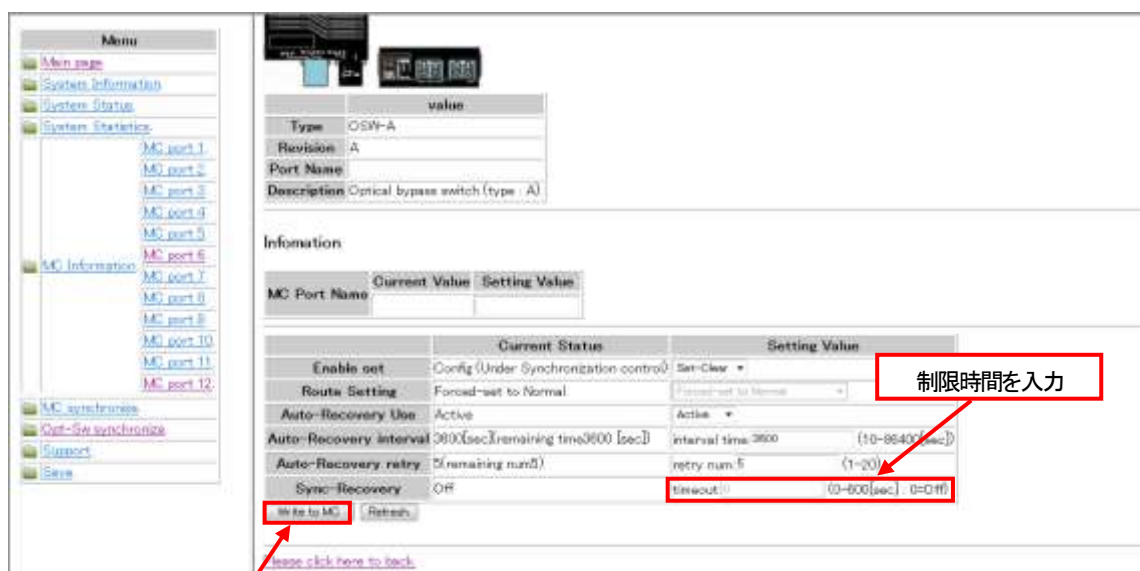 Menu
Main page
System Information
System Status
System Statistics
MC port 1
MC port 2
MC port 3
MC port 4
MC port 5
MC Information
MC port 6
MC port 7
MC port 8
MC port 9
MC port 10
MC port 11
MC port 12
MC synchronize
Opt-Sw synchronize
Support
Save
value
Type OSW-A
Revision A
Port Name
Description Optical bypass switch (type : A)
Infomation
MC Port Name Current Value Setting Value
Current Status Setting Value
Enable set Config (Under Synchronization control) Set-Clear
Route Setting Forced-set to Normal Forced-set to Normal
Auto-Recovery Use Active Active
Auto-Recovery interval 3600[sec](remaining time3600 [sec]) interval time 3600 (10-86400[sec])
Auto-Recovery retry 5(remaining num5) retry num 5 (1-20)
Sync-Recovery Off timeout 0 (0-600[sec] : 0=Off)
制限時間を入力
Write to MC Refresh
Please click here to back.